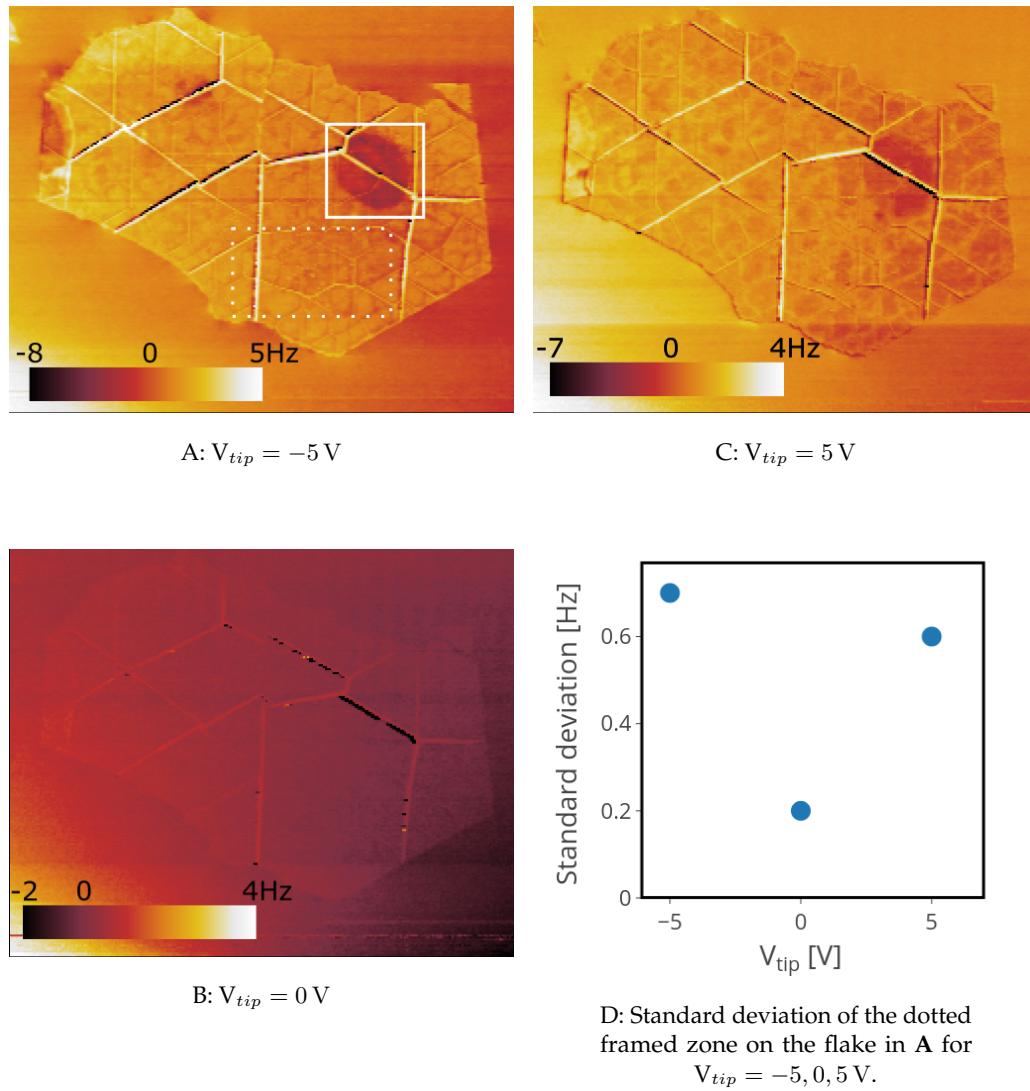 -8 0 5Hz
A: V_tip = −5 V
-7 0 4Hz
C: V_tip = 5 V
-2 0 4Hz
B: V_tip = 0 V
Standard deviation [Hz]
0.6
0.4
0.2
0
−5 0 5
V_tip [V]
D: Standard deviation of the dotted
framed zone on the flake in A for
V_tip = −5, 0, 5 V.